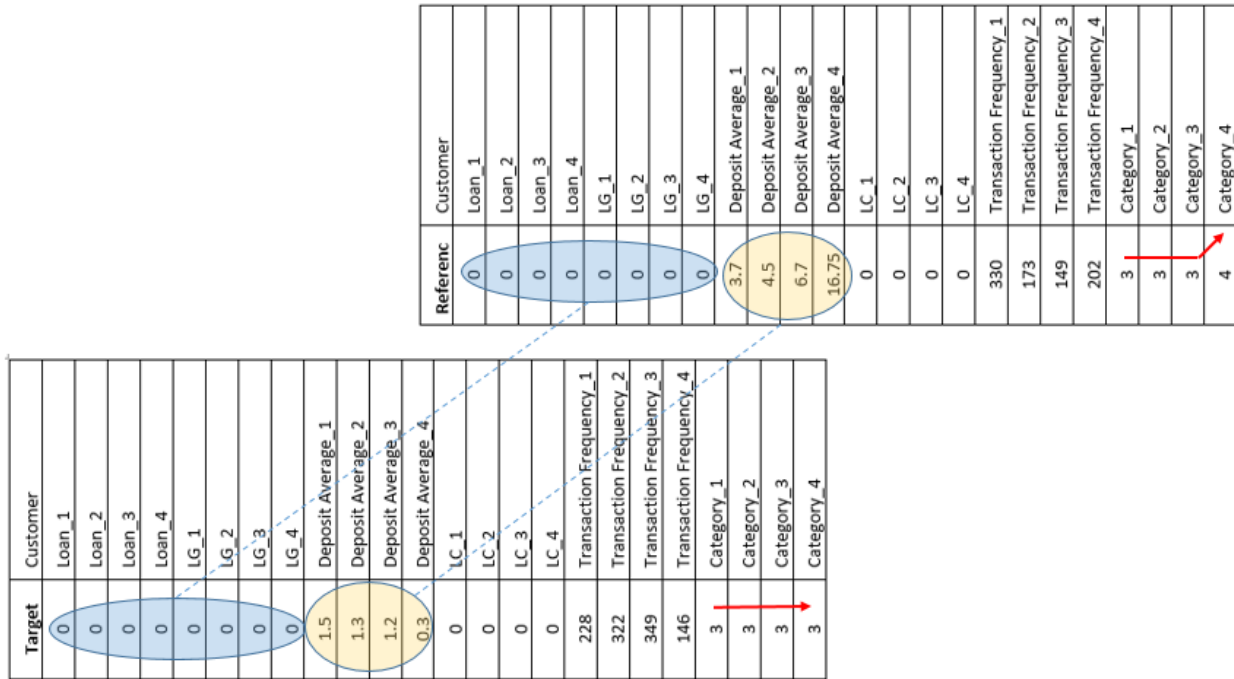 Target Customer
0 Loan_1
0 Loan_2
0 Loan_3
0 Loan_4
0 LG_1
0 LG_2
0 LG_3
0 LG_4
1.5 Deposit Average_1
1.3 Deposit Average_2
1.2 Deposit Average_3
0.3 Deposit Average_4
0 LC_1
0 LC_2
0 LC_3
0 LC_4
228 Transaction Frequency_1
322 Transaction Frequency_2
349 Transaction Frequency_3
146 Transaction Frequency_4
3 Category_1
3 Category_2
3 Category_3
3 Category_4
Referenc Customer
0 Loan_1
0 Loan_2
0 Loan_3
0 Loan_4
0 LG_1
0 LG_2
0 LG_3
0 LG_4
3.7 Deposit Average_1
4.5 Deposit Average_2
6.7 Deposit Average_3
16.75 Deposit Average_4
0 LC_1
0 LC_2
0 LC_3
0 LC_4
330 Transaction Frequency_1
173 Transaction Frequency_2
149 Transaction Frequency_3
202 Transaction Frequency_4
3 Category_1
3 Category_2
3 Category_3
4 Category_4